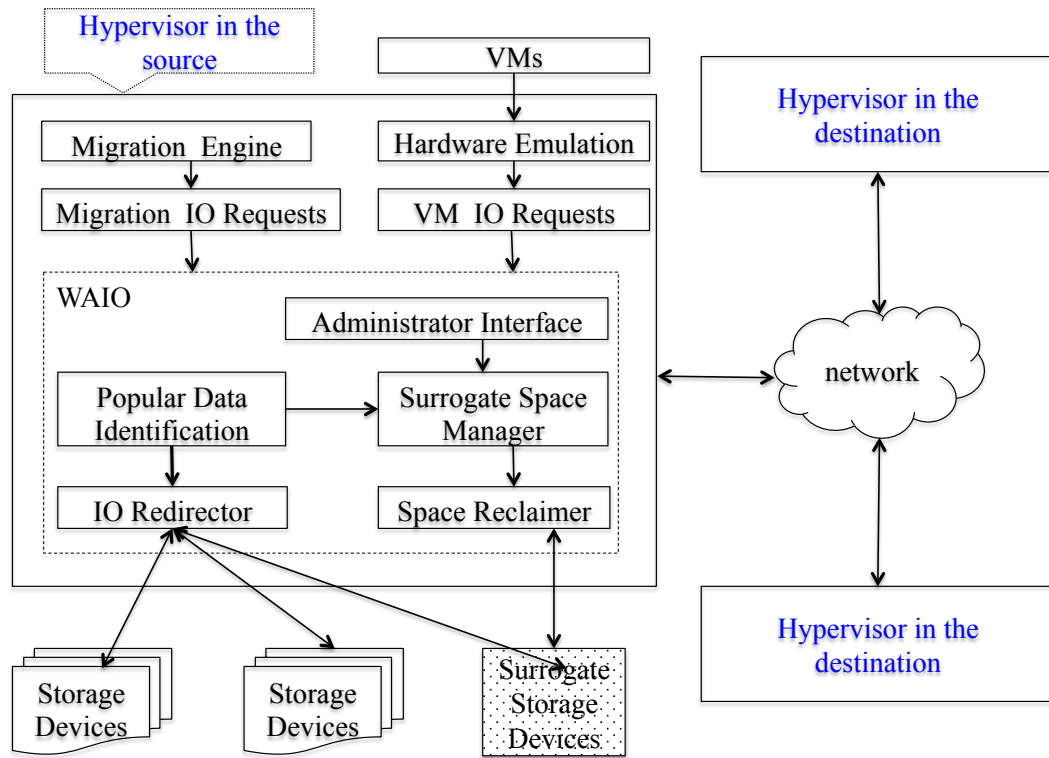 Hypervisor in the
source
VMs
Hypervisor in the
destination
Migration Engine
Hardware Emulation
Migration IO Requests
VM IO Requests
WAIO
Administrator Interface
network
Popular Data
Identification
Surrogate Space
Manager
IO Redirector
Space Reclaimer
Hypervisor in the
destination
Storage
Devices
Storage
Devices
Surrogate
Storage
Devices